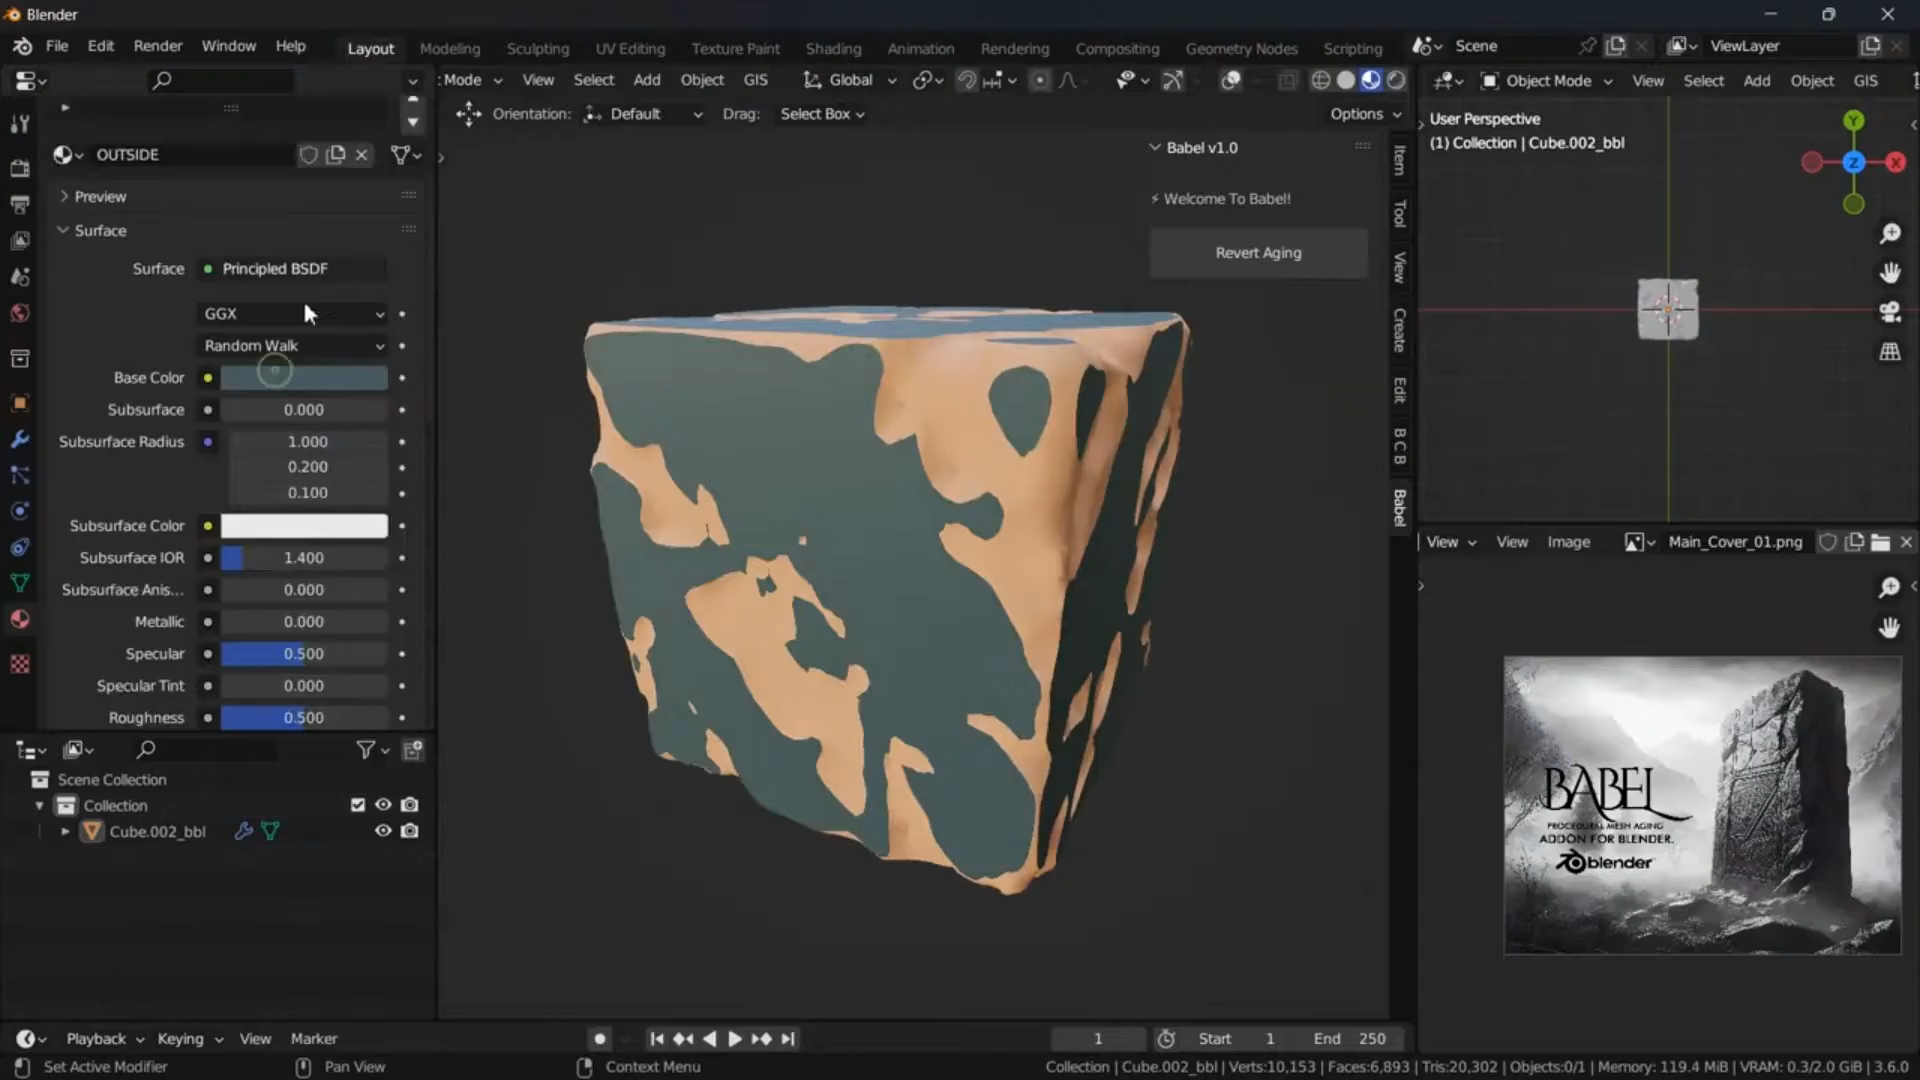 Blender
File Edit Render Window Help
Layout Modeling Sculpting UV Editing Texture Paint Shading Animation Rendering Compositing Geometry Nodes Scripting
Scene
ViewLayer
: Mode View Select Add Object GIS
Global
Orientation: Default Drag: Select Box
Options
OUTSIDE
Preview
Surface
Surface Principled BSDF
GGX
Random Walk
Base Color
Subsurface 0.000
Subsurface Radius 1.000
0.200
0.100
Subsurface Color
Subsurface IOR 1.400
Subsurface Anis... 0.000
Metallic 0.000
Specular 0.500
Specular Tint 0.000
Roughness 0.500
Scene Collection
Collection
Cube.002_bbl
Babel v1.0
⚡ Welcome To Babel!
Revert Aging
Item
Tool
View
Create
Edit
B C B
Babel
Object Mode View Select Add Object GIS
User Perspective
(1) Collection | Cube.002_bbl
Y
Z
X
View View Image Main_Cover_01.png
BABEL
PROCEDURAL MESH AGING
ADDON FOR BLENDER.
blender
Playback Keying View Marker
1 Start 1 End 250
Set Active Modifier Pan View Context Menu
Collection | Cube.002_bbl | Verts:10,153 | Faces:6,893 | Tris:20,302 | Objects:0/1 | Memory: 119.4 MiB | VRAM: 0.3/2.0 GiB | 3.6.0